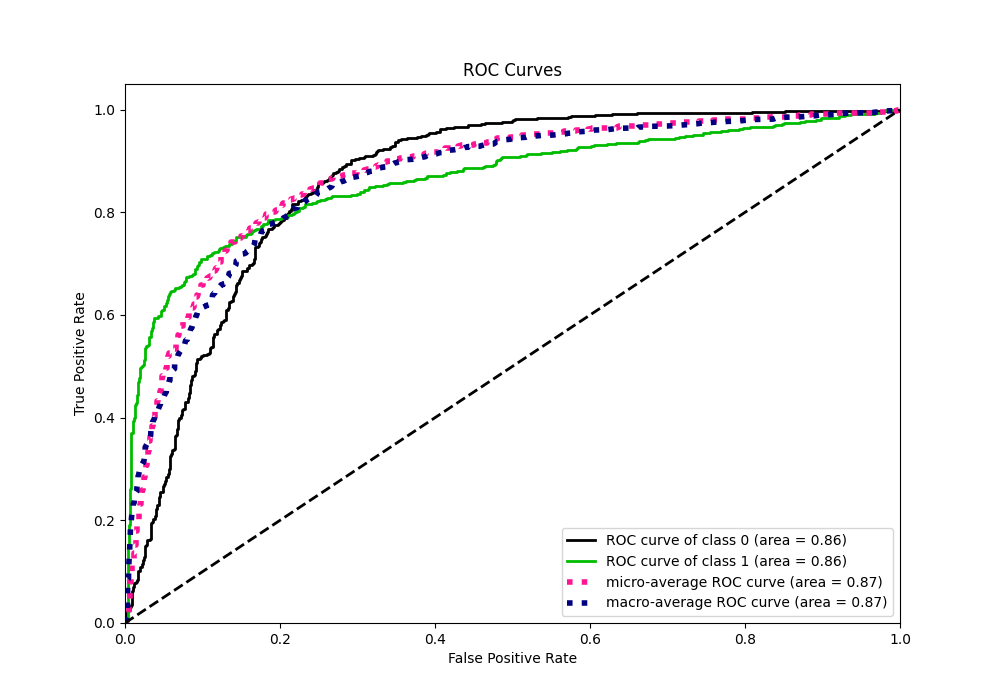 ROC Curves
True Positive Rate
1.0
0.8
0.6
0.4
0.2
0.0
0.0 0.2 0.4 0.6 0.8 1.0
False Positive Rate
ROC curve of class 0 (area = 0.86)
ROC curve of class 1 (area = 0.86)
micro-average ROC curve (area = 0.87)
macro-average ROC curve (area = 0.87)